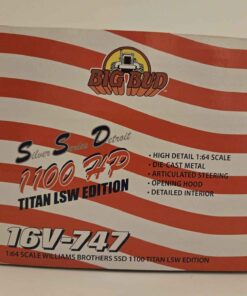 BIG BUD
Silver Series Detroit
1100 HP
TITAN LSW EDITION
• HIGH DETAIL 1:64 SCALE
• DIE-CAST METAL
• ARTICULATED STEERING
• OPENING HOOD
• DETAILED INTERIOR
16V-747
1:64 SCALE WILLIAMS BROTHERS SSD 1100 TITAN LSW EDITION